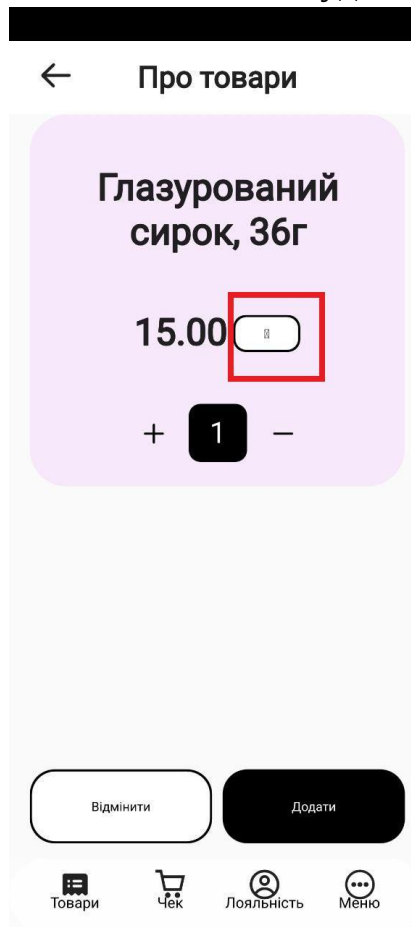 Про товари
Глазурований
сирок, 36г
15.00
+ 1 −
Відмінити
Додати
Товари
Чек
Лояльність
Меню